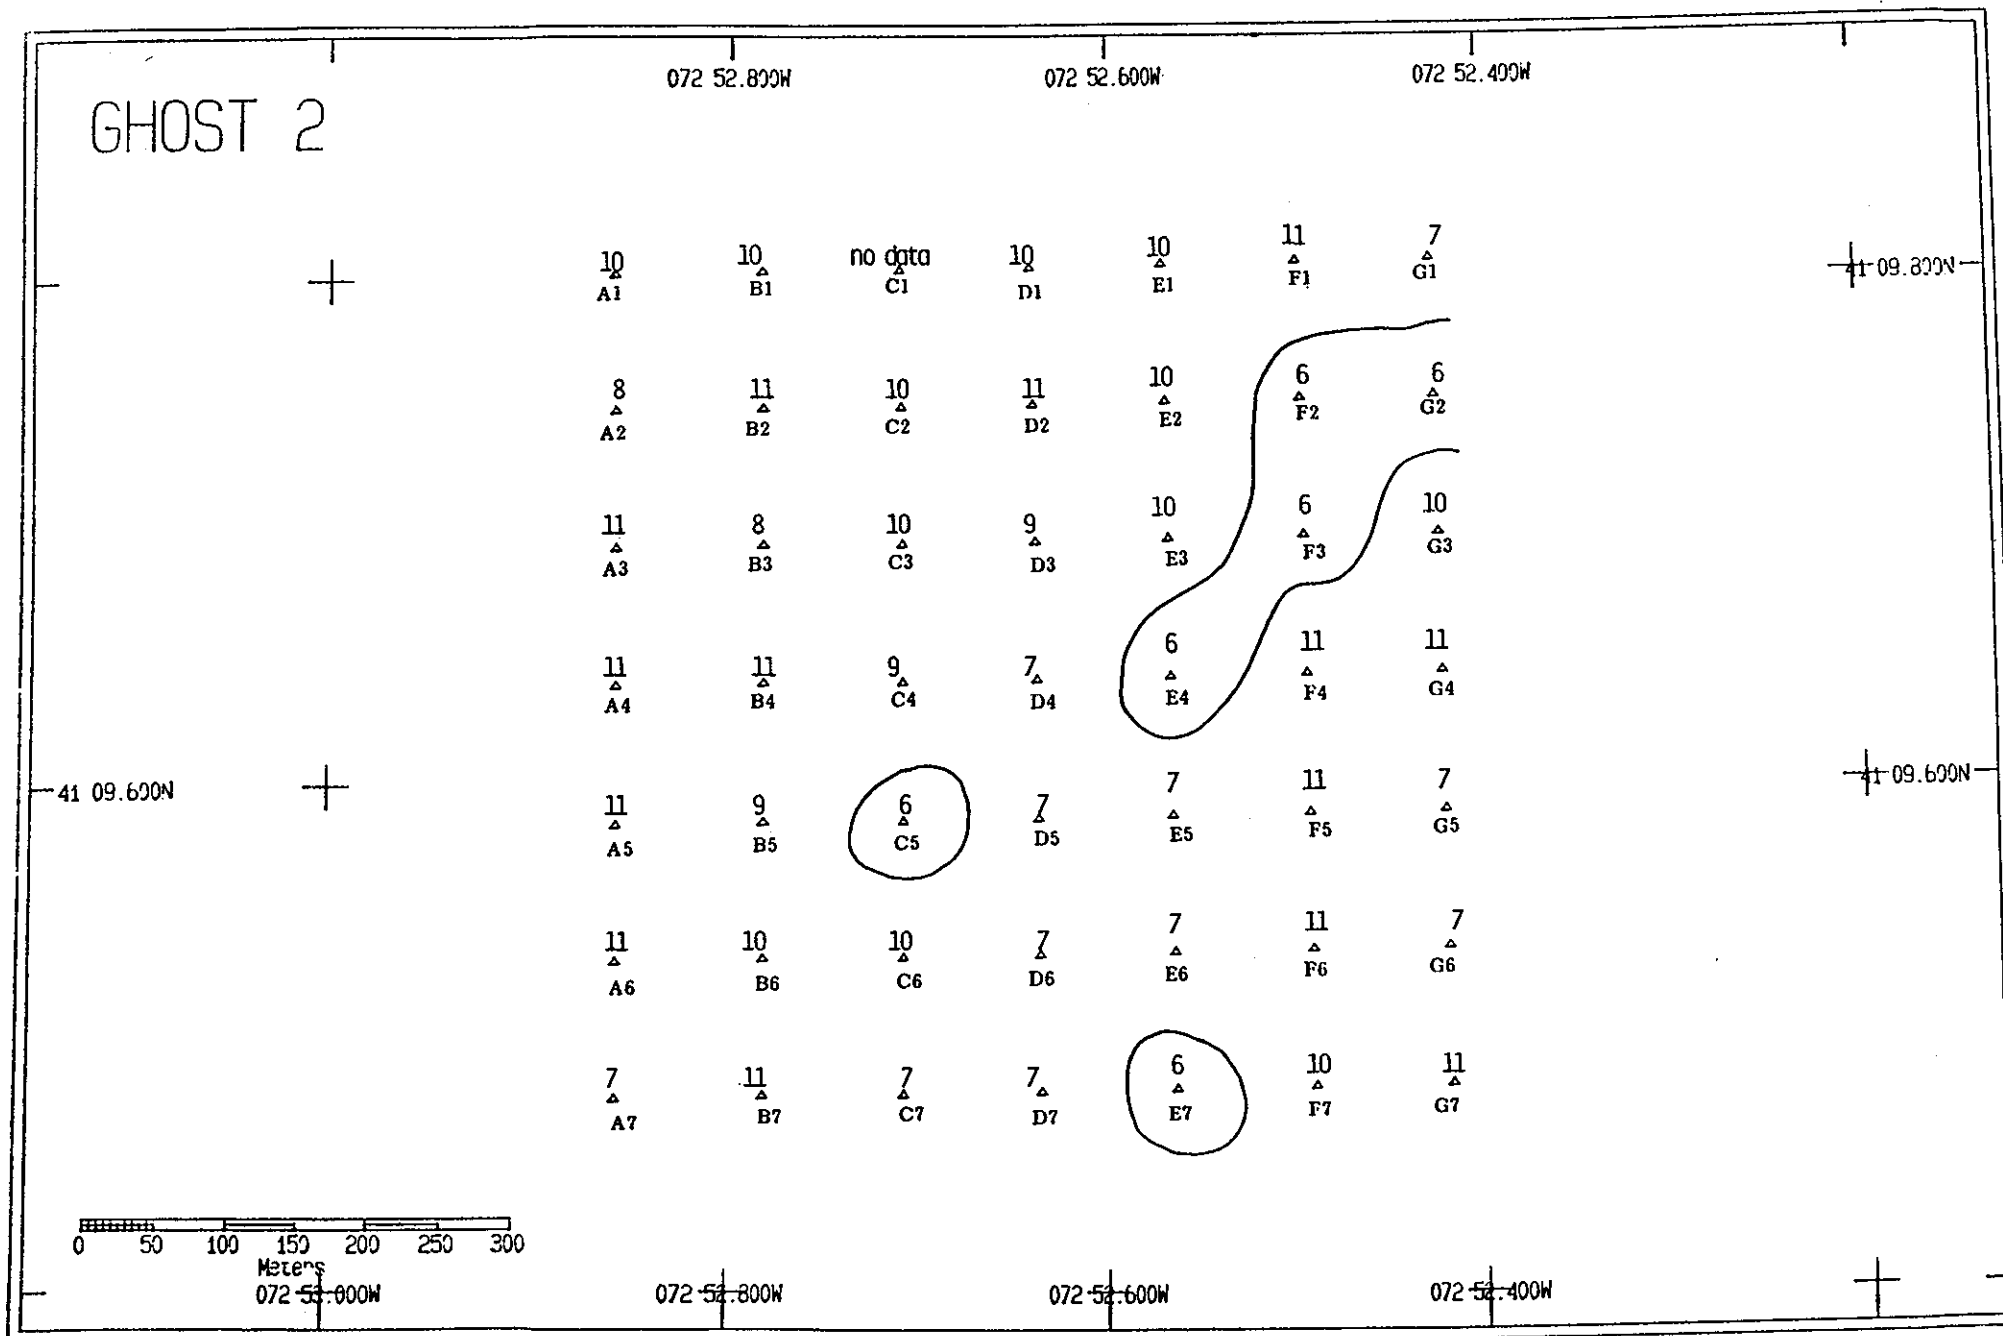 072 52.800W 072 52.600W 072 52.400W
GHOST 2
10 10 no data 10 10 11 7
A1 B1 C1 D1 E1 F1 G1
41 09.800N
8 11 10 11 10 6 6
A2 B2 C2 D2 E2 F2 G2
11 8 10 9 10 6 10
A3 B3 C3 D3 E3 F3 G3
11 11 9 7 6 11 11
A4 B4 C4 D4 E4 F4 G4
41 09.600N 41 09.600N
11 9 6 7 7 11 7
A5 B5 C5 D5 E5 F5 G5
11 10 10 7 7 11 7
A6 B6 C6 D6 E6 F6 G6
7 11 7 7 6 10 11
A7 B7 C7 D7 E7 F7 G7
0 50 100 150 200 250 300
Meters
072 53.000W 072 52.800W 072 52.600W 072 52.400W